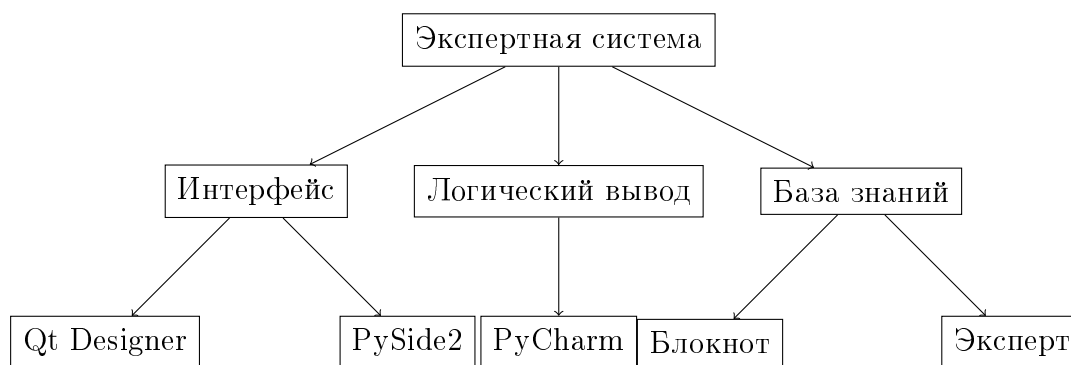 Экспертная система
Интерфейс
Логический вывод
База знаний
Qt Designer
PySide2
PyCharm
Блокнот
Эксперт